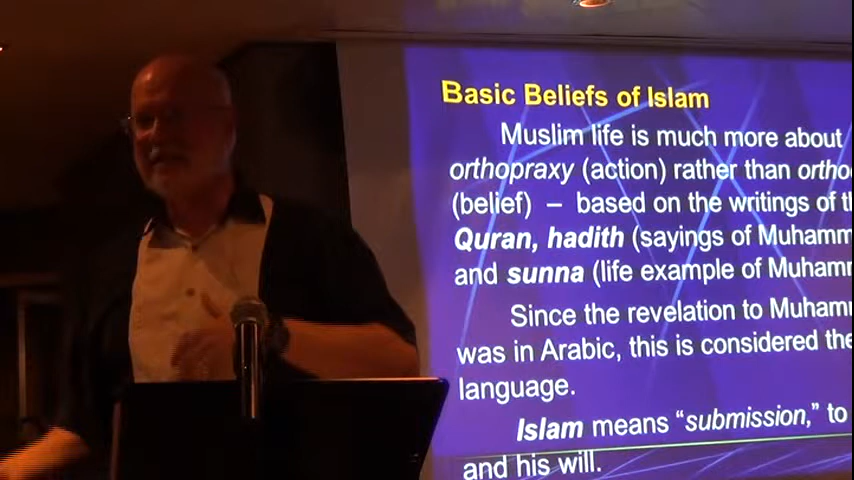 Basic Beliefs of Islam
Muslim life is much more about
orthopraxy (action) rather than
(belief) – based on the writings of
Quran, hadith (sayings of
and sunna (life example of
Since the revelation to
was in Arabic, this is considered
language.
Islam means "submission," to
and his will.